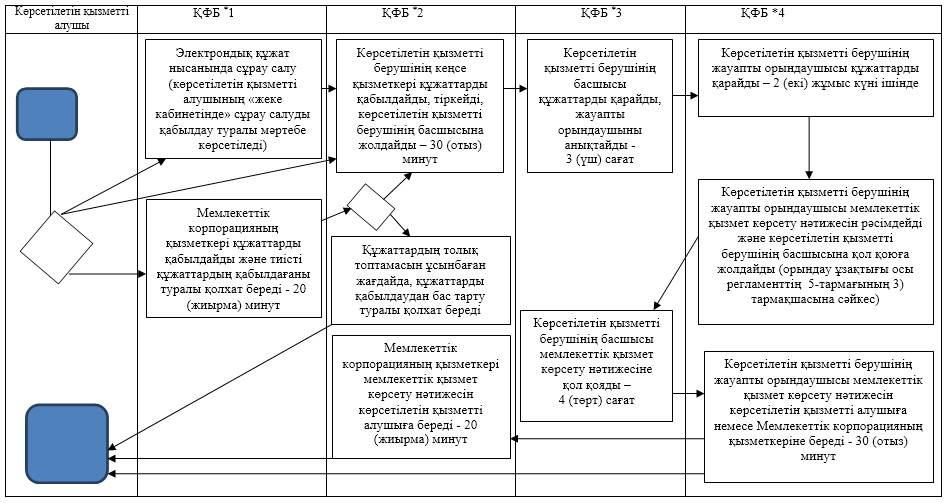 Көрсетілетін қызметті
алушы
ҚФБ *1
ҚФБ *2
ҚФБ *3
ҚФБ *4
Электрондық құжат
нысанында сұрау салу
(көрсетілетін қызметті
алушының «жеке
кабинетінде» сұрау салуды
қабылдау туралы мәртебе
көрсетіледі)
Мемлекеттік
корпорацияның
қызметкері құжаттарды
қабылдайды және тиісті
құжаттардың қабылдағаны
туралы қолхат береді - 20
(жиырма) минут
Көрсетілетін қызметті
берушінің кеңсе
қызметкері құжаттарды
қабылдайды, тіркейді,
көрсетілетін қызметті
берушінің басшысына
жолдайды – 30 (отыз)
минут
Құжаттардың толық
топтамасын ұсынбаған
жағдайда, құжаттарды
қабылдаудан бас тарту
туралы қолхат береді
Мемлекеттік
корпорацияның қызметкері
мемлекеттік қызмет
көрсету нәтижесін
көрсетілетін қызметті
алушыға береді - 20
(жиырма) минут
Көрсетілетін
қызметті берушінің
басшысы
құжаттарды қарайды,
жауапты
орындаушыны
анықтайды -
3 (үш) сағат
Көрсетілетін қызметті
берушінің басшысы
мемлекеттік қызмет
көрсету нәтижесіне
қол қояды –
4 (төрт) сағат
Көрсетілетін қызметті берушінің
жауапты орындаушысы құжаттарды
қарайды – 2 (екі) жұмыс күні ішінде
Көрсетілетін қызметті берушінің
жауапты орындаушысы мемлекеттік
қызмет көрсету нәтижесін рәсімдейді
және көрсетілетін қызметті
берушінің басшысына қол қоюға
жолдайды (орындау ұзақтығы осы
регламенттің 5-тармағының 3)
тармақшасына сәйкес)
Көрсетілетін қызметті берушінің
жауапты орындаушысы мемлекеттік
қызмет көрсету нәтижесін
көрсетілетін қызметті алушыға
немесе Мемлекеттік корпорацияның
қызметкеріне береді - 30 (отыз)
минут